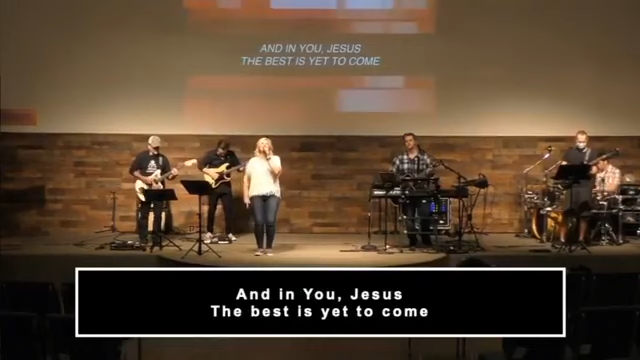 AND IN YOU, JESUS
THE BEST IS YET TO COME
And in You, Jesus
The best is yet to come